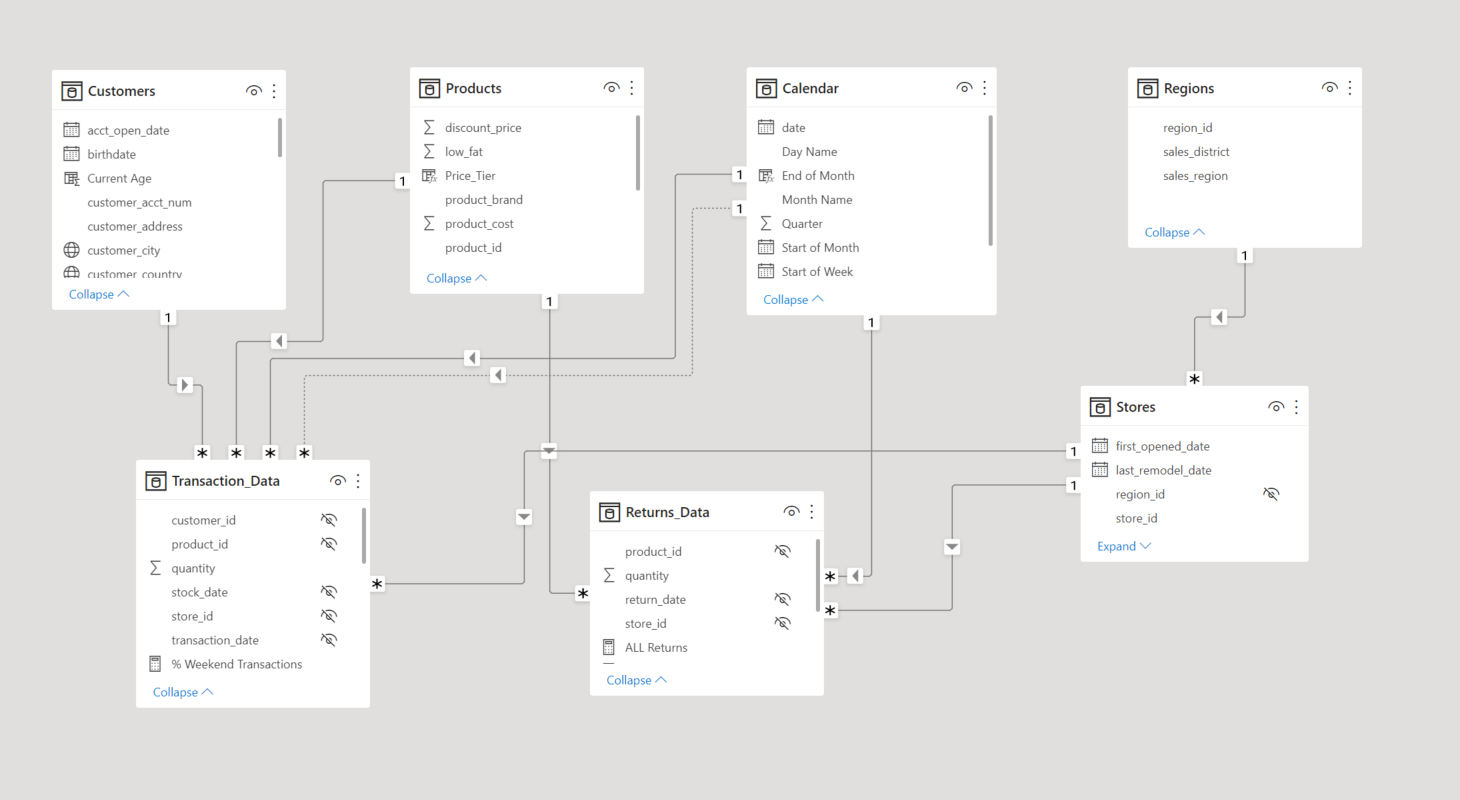 Customers
acct_open_date
birthdate
Current Age
customer_acct_num
customer_address
customer_city
customer_country
Collapse
1
Products
discount_price
low_fat
Price_Tier
product_brand
product_cost
product_id
Collapse
1
1
Calendar
date
Day Name
End of Month
Month Name
Quarter
Start of Month
Start of Week
Collapse
1
1
1
Regions
region_id
sales_district
sales_region
Collapse
1
*
Stores
first_opened_date
last_remodel_date
region_id
store_id
Expand
1
1
* * * *
Transaction_Data
customer_id
product_id
quantity
stock_date
store_id
transaction_date
% Weekend Transactions
Collapse
*
*
Returns_Data
product_id
quantity
return_date
store_id
ALL Returns
Collapse
*
*